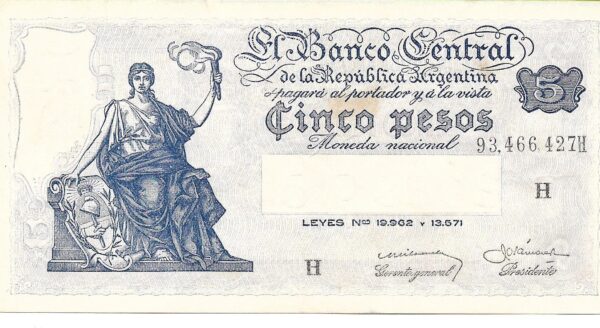 El Banco Central
de la República Argentina
pagará al portador y á la vista
5
Cinco pesos
Moneda nacional
93,466,427H
H
LEYES Nos 19.962 y 13.571
H
Gerente general
Presidente